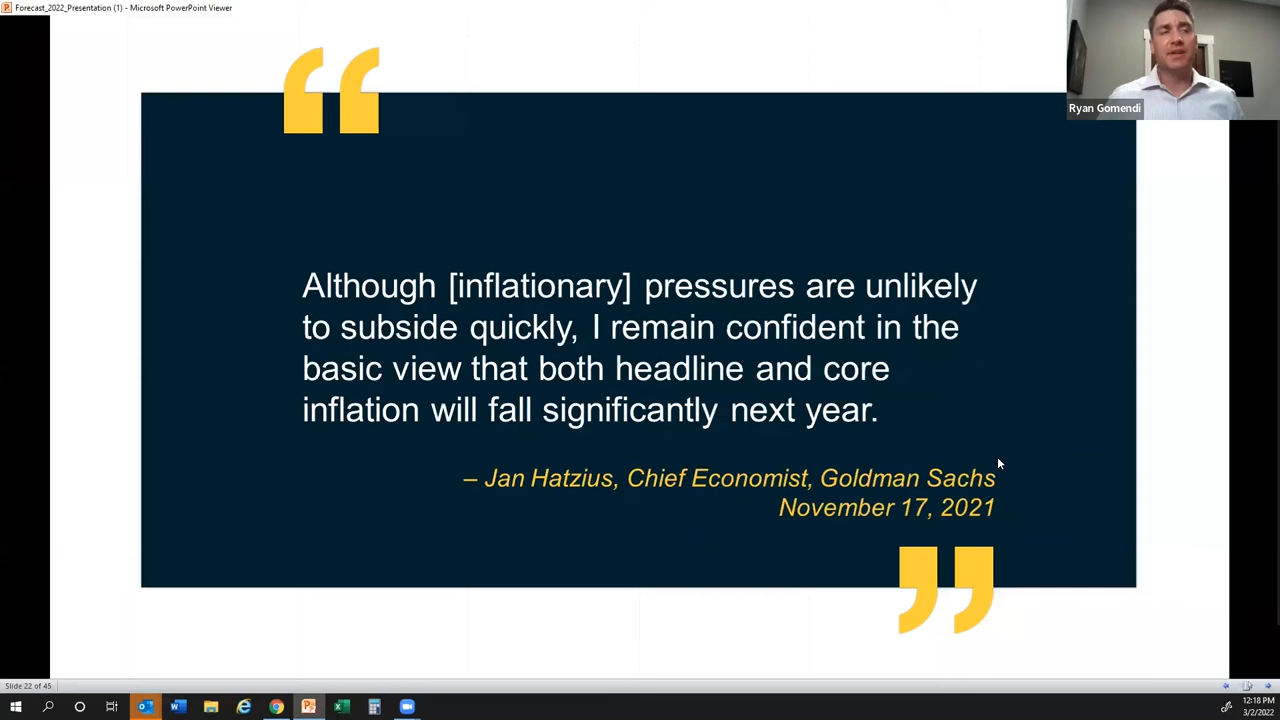 Forecast_2022_Presentation (1) - Microsoft PowerPoint Viewer
Ryan Gomendi
“
Although [inflationary] pressures are unlikely
to subside quickly, I remain confident in the
basic view that both headline and core
inflation will fall significantly next year.
– Jan Hatzius, Chief Economist, Goldman Sachs
November 17, 2021
”
Slide 22 of 45
12:18 PM
3/2/2022